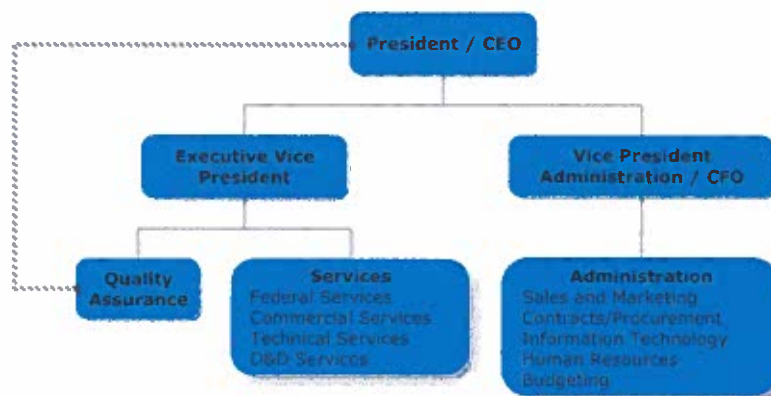 President / CEO
Executive Vice
President
Vice President
Administration / CFO
Quality
Assurance
Services
Federal Services
Commercial Services
Technical Services
D&D Services
Administration
Sales and Marketing
Contracts/Procurement
Information Technology
Human Resources
Budgeting